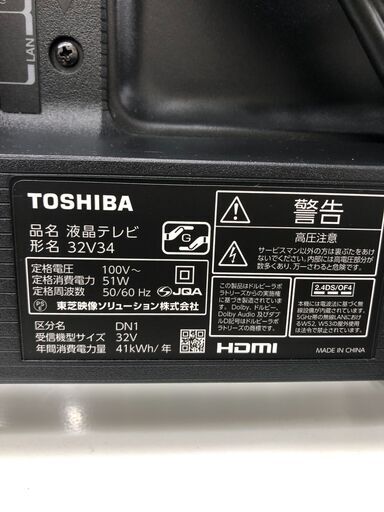 LAN
TOSHIBA
品名 液晶テレビ
形名 32V34
G
定格電圧 100V~
定格消費電力 51W
定格周波数 50/60 Hz
JQA
PS E
東芝映像ソリューション株式会社
区分名 DN1
受信機型サイズ 32V
年間消費電力量 41kWh/年
警告
高圧注意
サービスマン以外の方は裏ぶたをあけ
ないでください。内部には高電圧部分が
数多くあり、万一さわると危険です。
この製品はドルビーラボ
ラトリーズからの実施権
に基づき製造されています。
Dolby、ドルビー、
Dolby Audio 及びダブ
ルD記号はドルビーラボ
ラトリーズの商標です。
2.4DS/OF4
本機には電波法に基づく無
線設備が内蔵されています。
5GHz帯の無線LANにおけ
るW52、W53の屋外使用
は法令で禁止されています。
HDMI
MADE IN CHINA